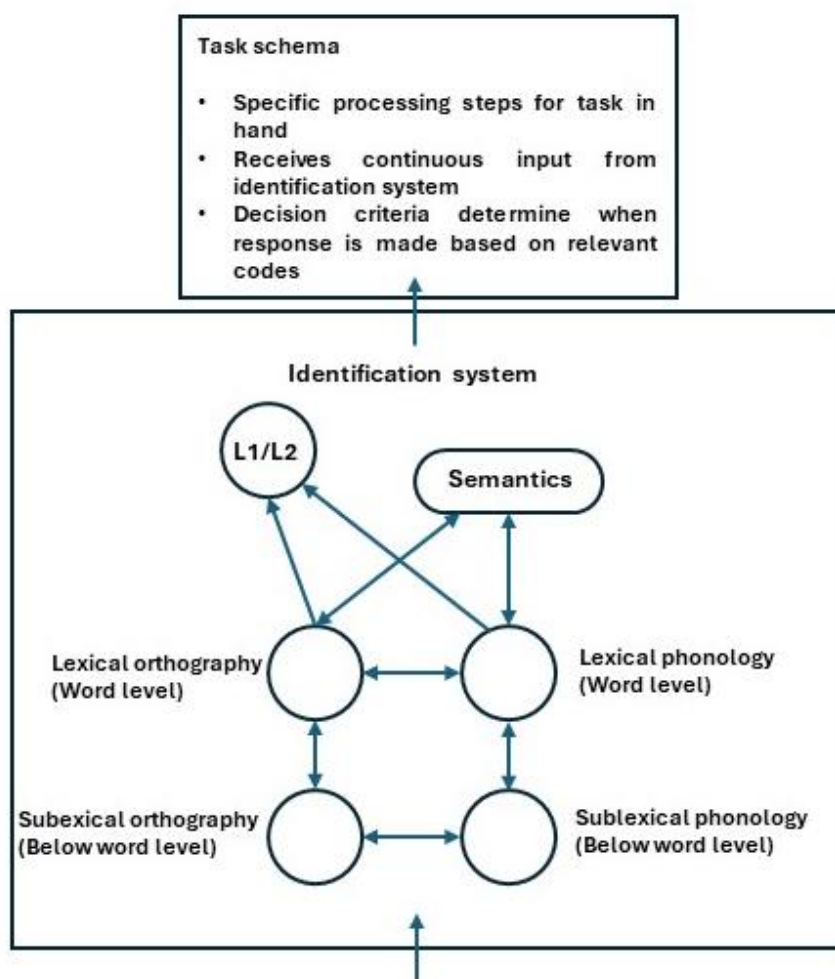 Task schema
• Specific processing steps for task in
hand
• Receives continuous input from
identification system
• Decision criteria determine when
response is made based on relevant
codes
Identification system
L1/L2
Semantics
Lexical orthography
(Word level)
Lexical phonology
(Word level)
Subexical orthography
(Below word level)
Sublexical phonology
(Below word level)